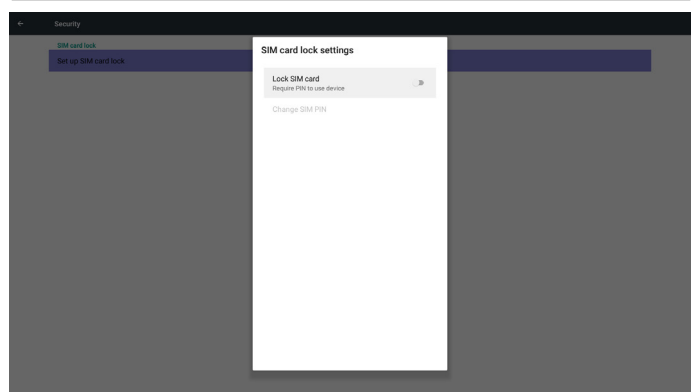 Security
SIM card lock
Set up SIM card lock
SIM card lock settings
Lock SIM card
Require PIN to use device
Change SIM PIN